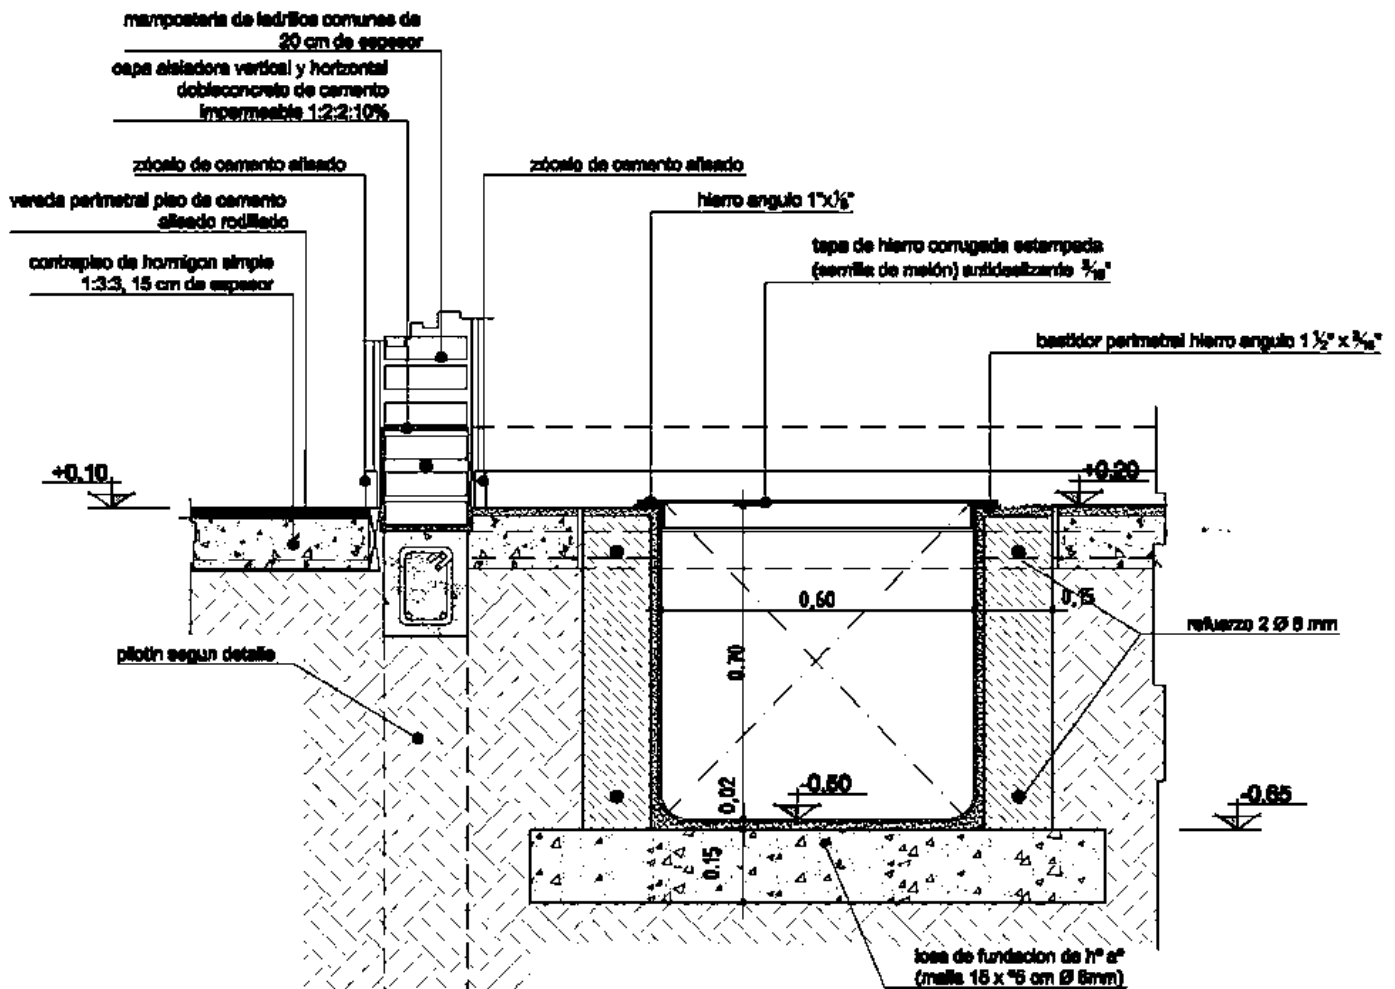 mamposteria de ladrillos comunes de
20 cm de espesor
capa aisladora vertical y horizontal
dobleconcreto de cemento
impermeable 1:2:2:10%
zócalo de cemento alisado
zócalo de cemento alisado
vereda perimetral piso de cemento
alisado rodillado
hierro angulo 1"x⅛"
contrapiso de hormigon simple
1:3:3, 15 cm de espesor
tapa de hierro corrugada estampada
(semilla de melón) antideslizante ³⁄₁₆"
bastidor perimetral hierro angulo 1 ½" x ³⁄₁₆"
+0.10
+0.20
0,60
0,15
refuerzo 2 Ø 8 mm
pilotín segun detalle
0.70
0,02
-0.50
-0.65
0.15
losa de fundacion de hº aº
(malla 15 x 15 cm Ø 8mm)